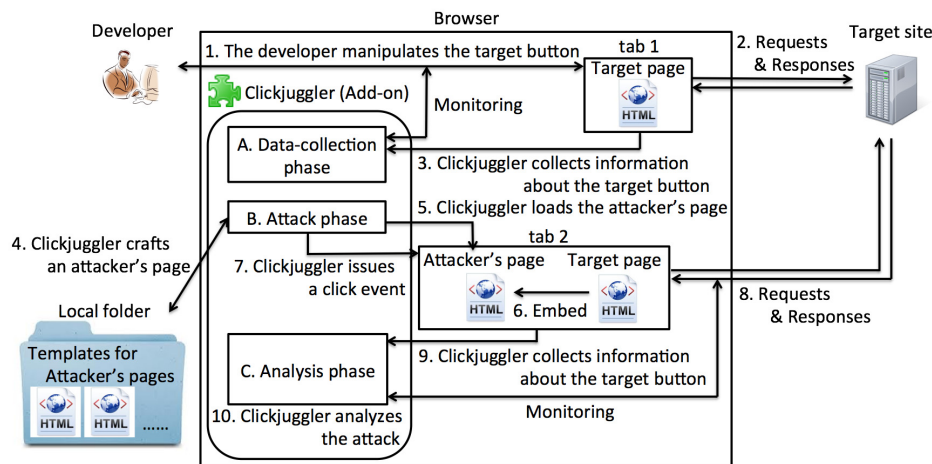 Browser
Developer
1. The developer manipulates the target button
tab 1
Target page
HTML
2. Requests
& Responses
Target site
Clickjuggler (Add-on)
Monitoring
A. Data-collection
phase
3. Clickjuggler collects information
about the target button
B. Attack phase
5. Clickjuggler loads the attacker's page
4. Clickjuggler crafts
an attacker's page
tab 2
7. Clickjuggler issues
a click event
Attacker's page
Target page
HTML
6. Embed
HTML
8. Requests
& Responses
Local folder
Templates for
Attacker's pages
HTML
HTML
......
C. Analysis phase
9. Clickjuggler collects information
about the target button
Monitoring
10. Clickjuggler analyzes
the attack